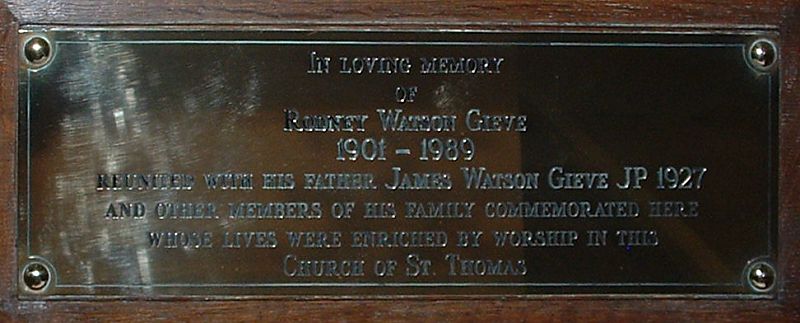 In loving memory
of
Rodney Watson Gieve
1901 – 1989
reunited with his father James Watson Gieve JP 1927
and other members of his family commemorated here
whose lives were enriched by worship in this
Church of St. Thomas